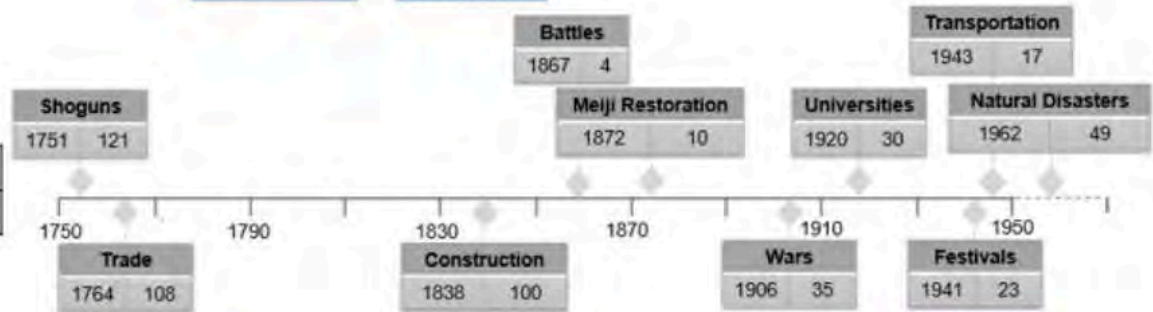 Transportation
1943 17
Battles
1867 4
Shoguns
1751 121
Meiji Restoration
1872 10
Universities
1920 30
Natural Disasters
1962 49
1750 1790 1830 1870 1910 1950
Trade
1764 108
Construction
1838 100
Wars
1906 35
Festivals
1941 23